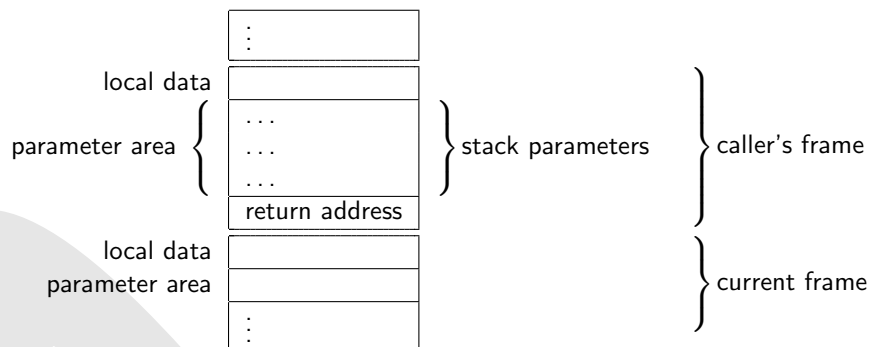 ⋮
local data
. . .
parameter area
. . .
stack parameters
caller's frame
. . .
return address
local data
parameter area
current frame
⋮